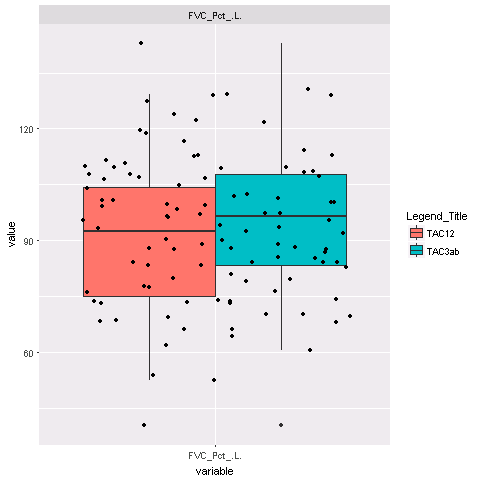 FVC_Pct_.L.
120
90
60
value
FVC_Pct_.L.
variable
Legend_Title
TAC12
TAC3ab